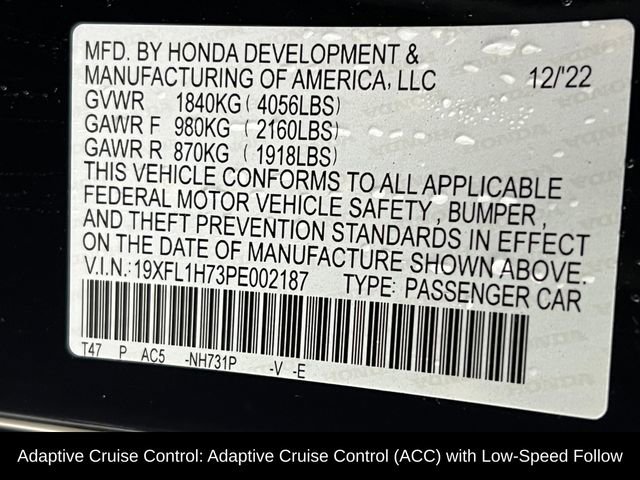 MFD. BY HONDA DEVELOPMENT &
MANUFACTURING OF AMERICA, LLC 12/'22
GVWR 1840KG ( 4056LBS)
GAWR F 980KG ( 2160LBS)
GAWR R 870KG ( 1918LBS)
THIS VEHICLE CONFORMS TO ALL APPLICABLE
FEDERAL MOTOR VEHICLE SAFETY , BUMPER ,
AND THEFT PREVENTION STANDARDS IN EFFECT
ON THE DATE OF MANUFACTURE SHOWN ABOVE.
V.I.N.:19XFL1H73PE002187 TYPE: PASSENGER CAR
T47 P AC5 -NH731P -V -E
Adaptive Cruise Control: Adaptive Cruise Control (ACC) with Low-Speed Follow